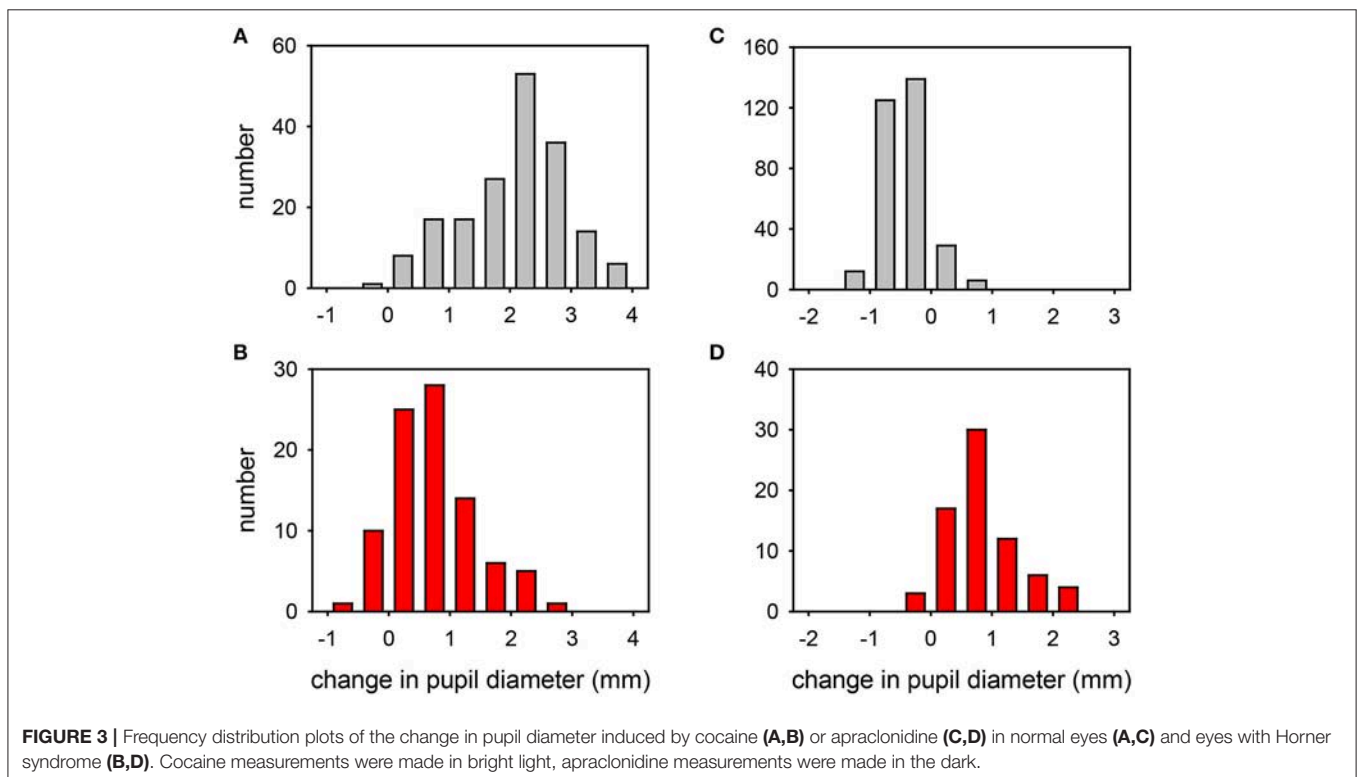 A
60
40
20
0
number
-1 0 1 2 3 4
C
160
120
80
40
0
-2 -1 0 1 2 3
B
30
20
10
0
number
-1 0 1 2 3 4
change in pupil diameter (mm)
D
40
30
20
10
0
-2 -1 0 1 2 3
change in pupil diameter (mm)
FIGURE 3 | Frequency distribution plots of the change in pupil diameter induced by cocaine (A,B) or apraclonidine (C,D) in normal eyes (A,C) and eyes with Horner
syndrome (B,D). Cocaine measurements were made in bright light, apraclonidine measurements were made in the dark.